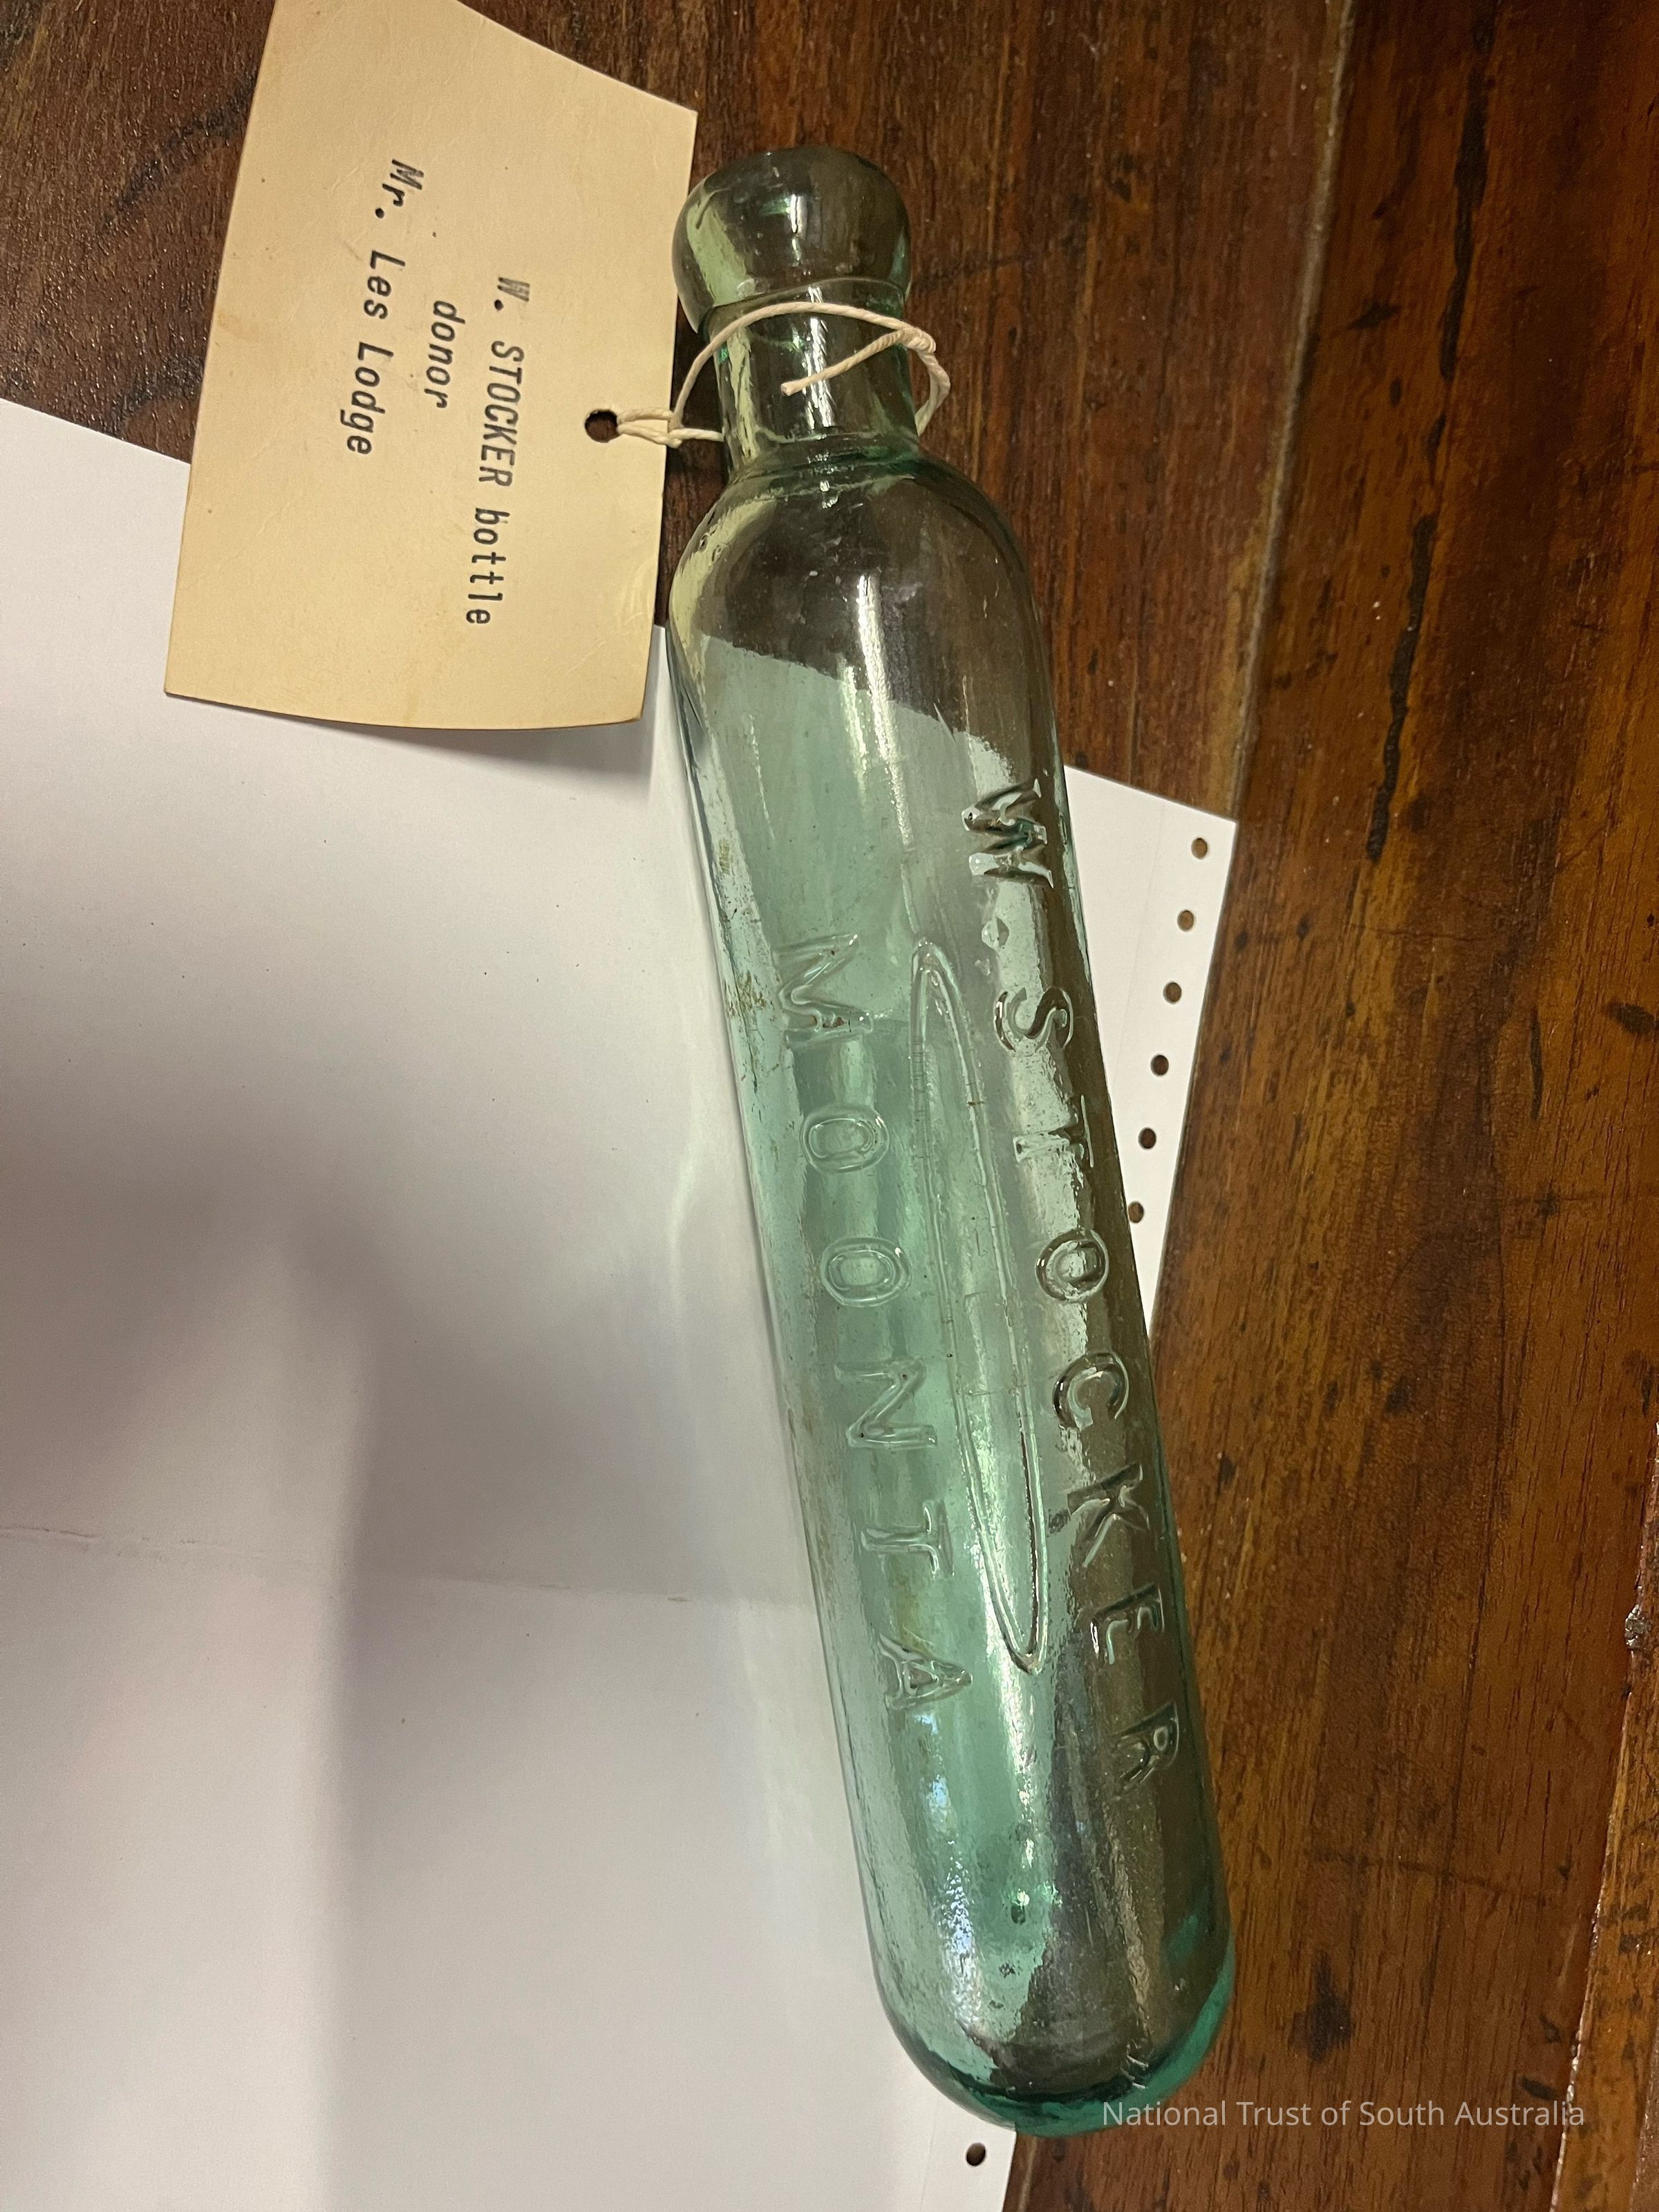 W. STOCKER bottle
donor
Mr. Les Lodge
W. STOCKER
MOONTA
National Trust of South Australia